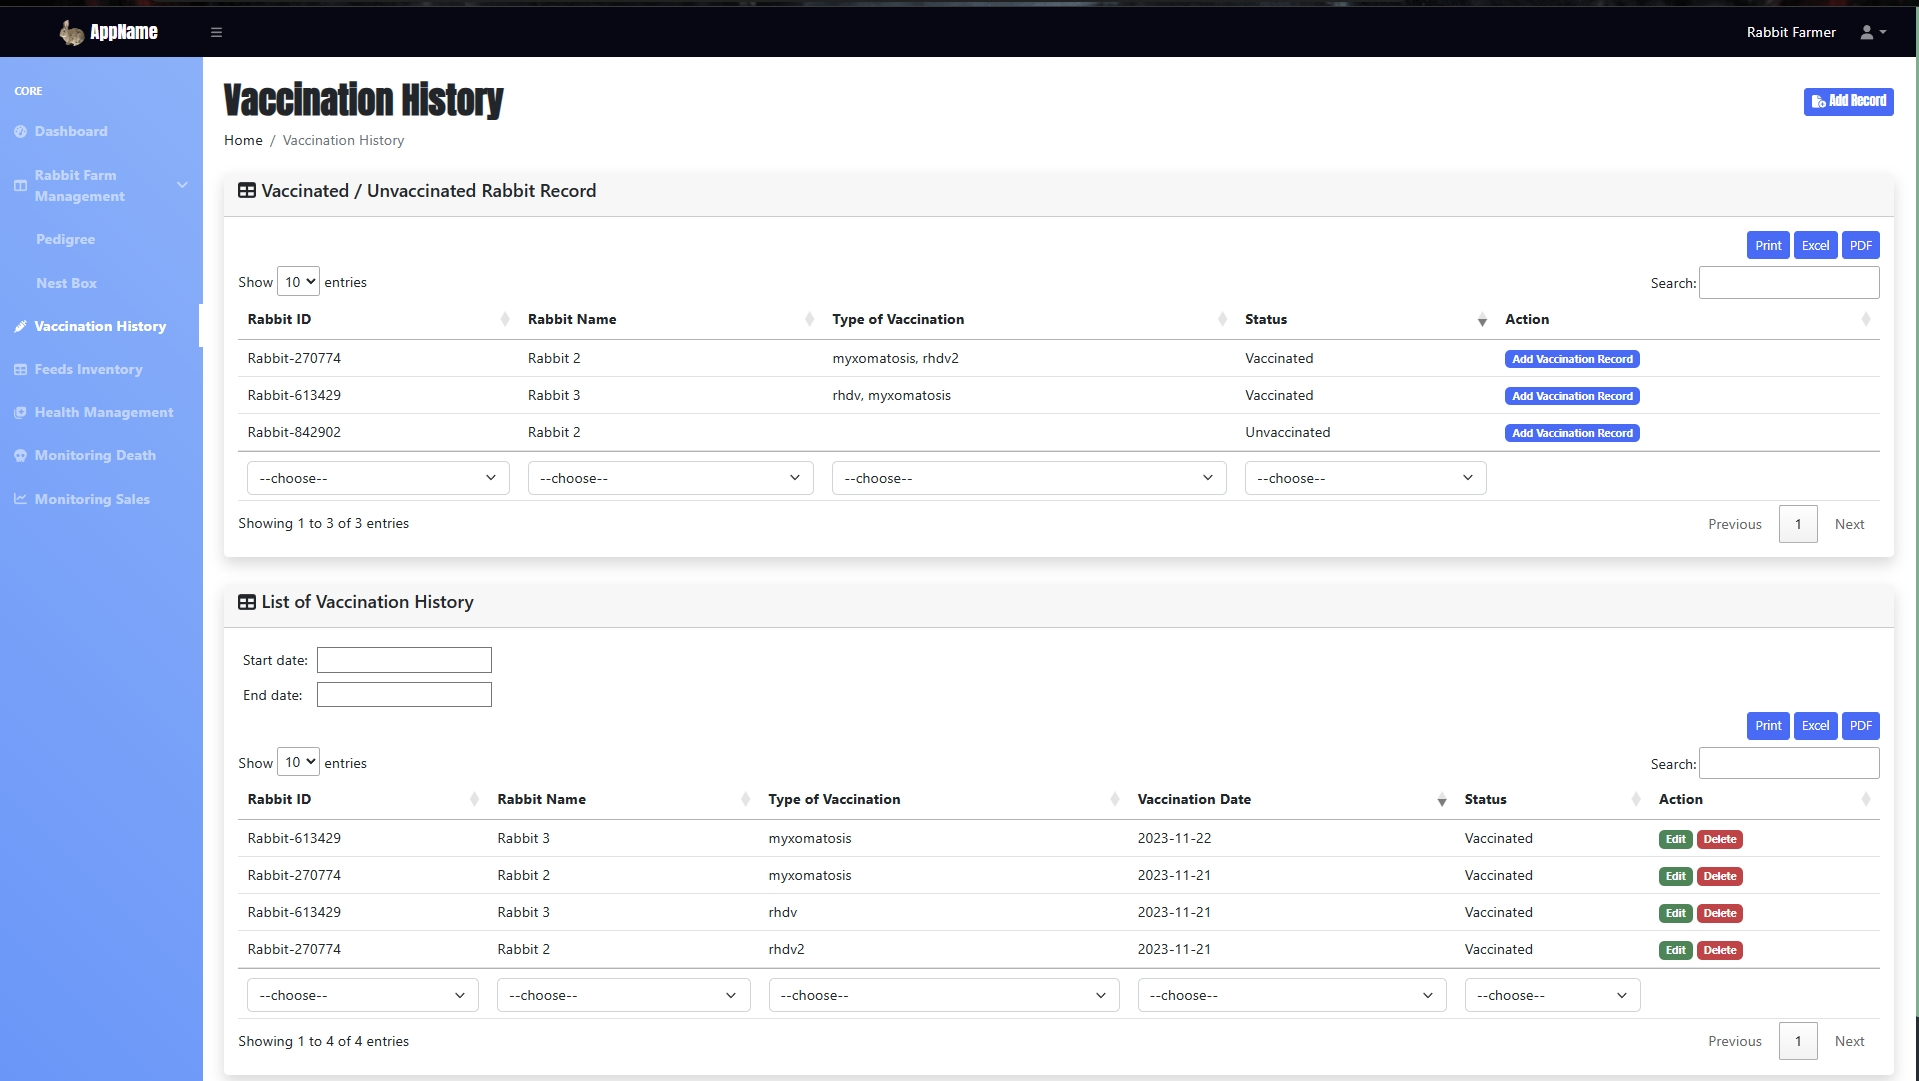 AppName
Rabbit Farmer
CORE
Dashboard
Rabbit Farm
Management
Pedigree
Nest Box
Vaccination History
Feeds Inventory
Health Management
Monitoring Death
Monitoring Sales
Vaccination History
Add Record
Home / Vaccination History
Vaccinated / Unvaccinated Rabbit Record
Print Excel PDF
Show 10 entries Search:
Rabbit ID Rabbit Name Type of Vaccination Status Action
Rabbit-270774 Rabbit 2 myxomatosis, rhdv2 Vaccinated Add Vaccination Record
Rabbit-613429 Rabbit 3 rhdv, myxomatosis Vaccinated Add Vaccination Record
Rabbit-842902 Rabbit 2 Unvaccinated Add Vaccination Record
--choose-- --choose-- --choose-- --choose--
Showing 1 to 3 of 3 entries Previous 1 Next
List of Vaccination History
Start date:
End date:
Print Excel PDF
Show 10 entries Search:
Rabbit ID Rabbit Name Type of Vaccination Vaccination Date Status Action
Rabbit-613429 Rabbit 3 myxomatosis 2023-11-22 Vaccinated Edit Delete
Rabbit-270774 Rabbit 2 myxomatosis 2023-11-21 Vaccinated Edit Delete
Rabbit-613429 Rabbit 3 rhdv 2023-11-21 Vaccinated Edit Delete
Rabbit-270774 Rabbit 2 rhdv2 2023-11-21 Vaccinated Edit Delete
--choose-- --choose-- --choose-- --choose-- --choose--
Showing 1 to 4 of 4 entries Previous 1 Next